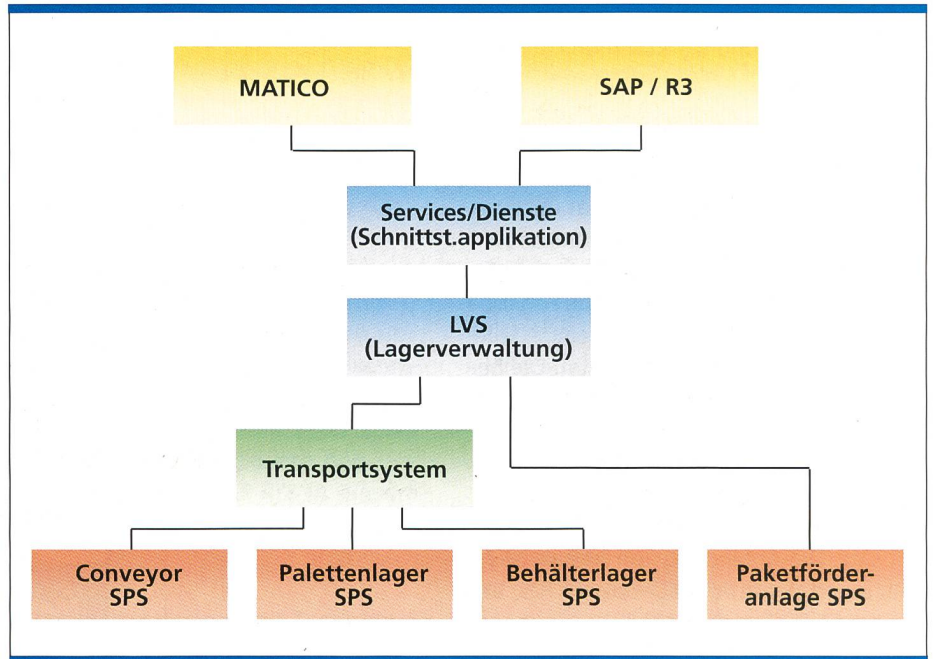 MATICO
SAP / R3
Services/Dienste
(Schnittst.applikation)
LVS
(Lagerverwaltung)
Transportsystem
Conveyor
SPS
Palettenlager
SPS
Behälterlager
SPS
Paketförder-
anlage SPS